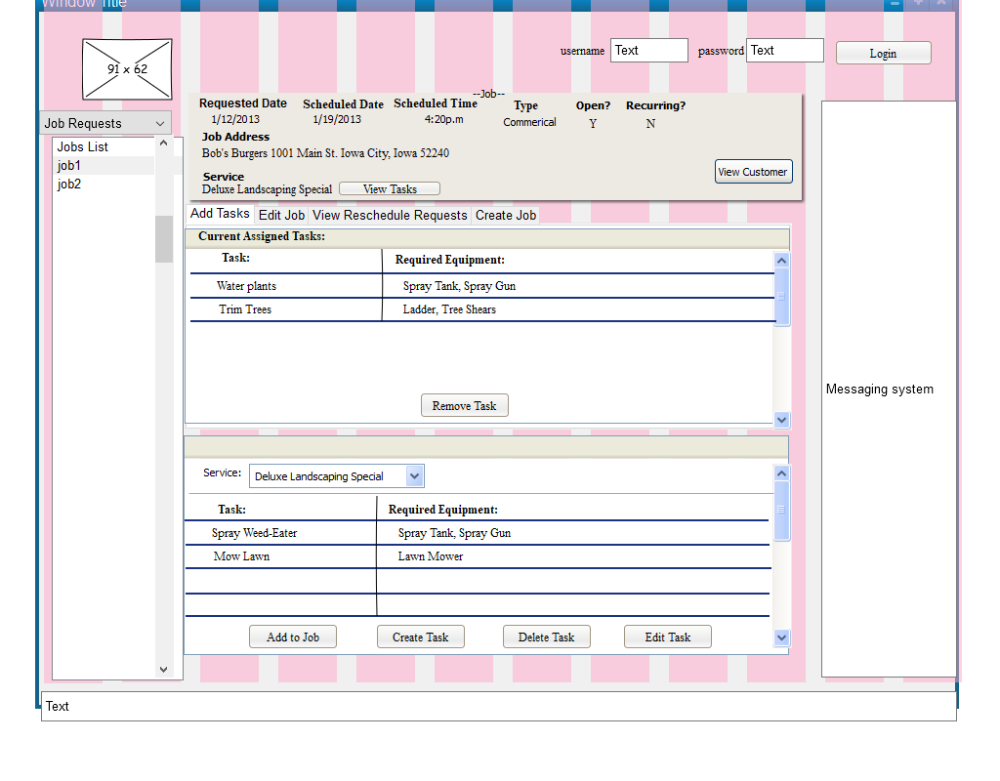 Window Title
91 x 62
username Text password Text Login
Job Requests
Jobs List
job1
job2
--Job--
Requested Date Scheduled Date Scheduled Time Type Open? Recurring?
1/12/2013 1/19/2013 4:20p.m Commerical Y N
Job Address
Bob's Burgers 1001 Main St. Iowa City, Iowa 52240
View Customer
Service
Deluxe Landscaping Special View Tasks
Add Tasks Edit Job View Reschedule Requests Create Job
Current Assigned Tasks:
Task: Required Equipment:
Water plants Spray Tank, Spray Gun
Trim Trees Ladder, Tree Shears
Remove Task
Service: Deluxe Landscaping Special
Task: Required Equipment:
Spray Weed-Eater Spray Tank, Spray Gun
Mow Lawn Lawn Mower
Add to Job Create Task Delete Task Edit Task
Messaging system
Text